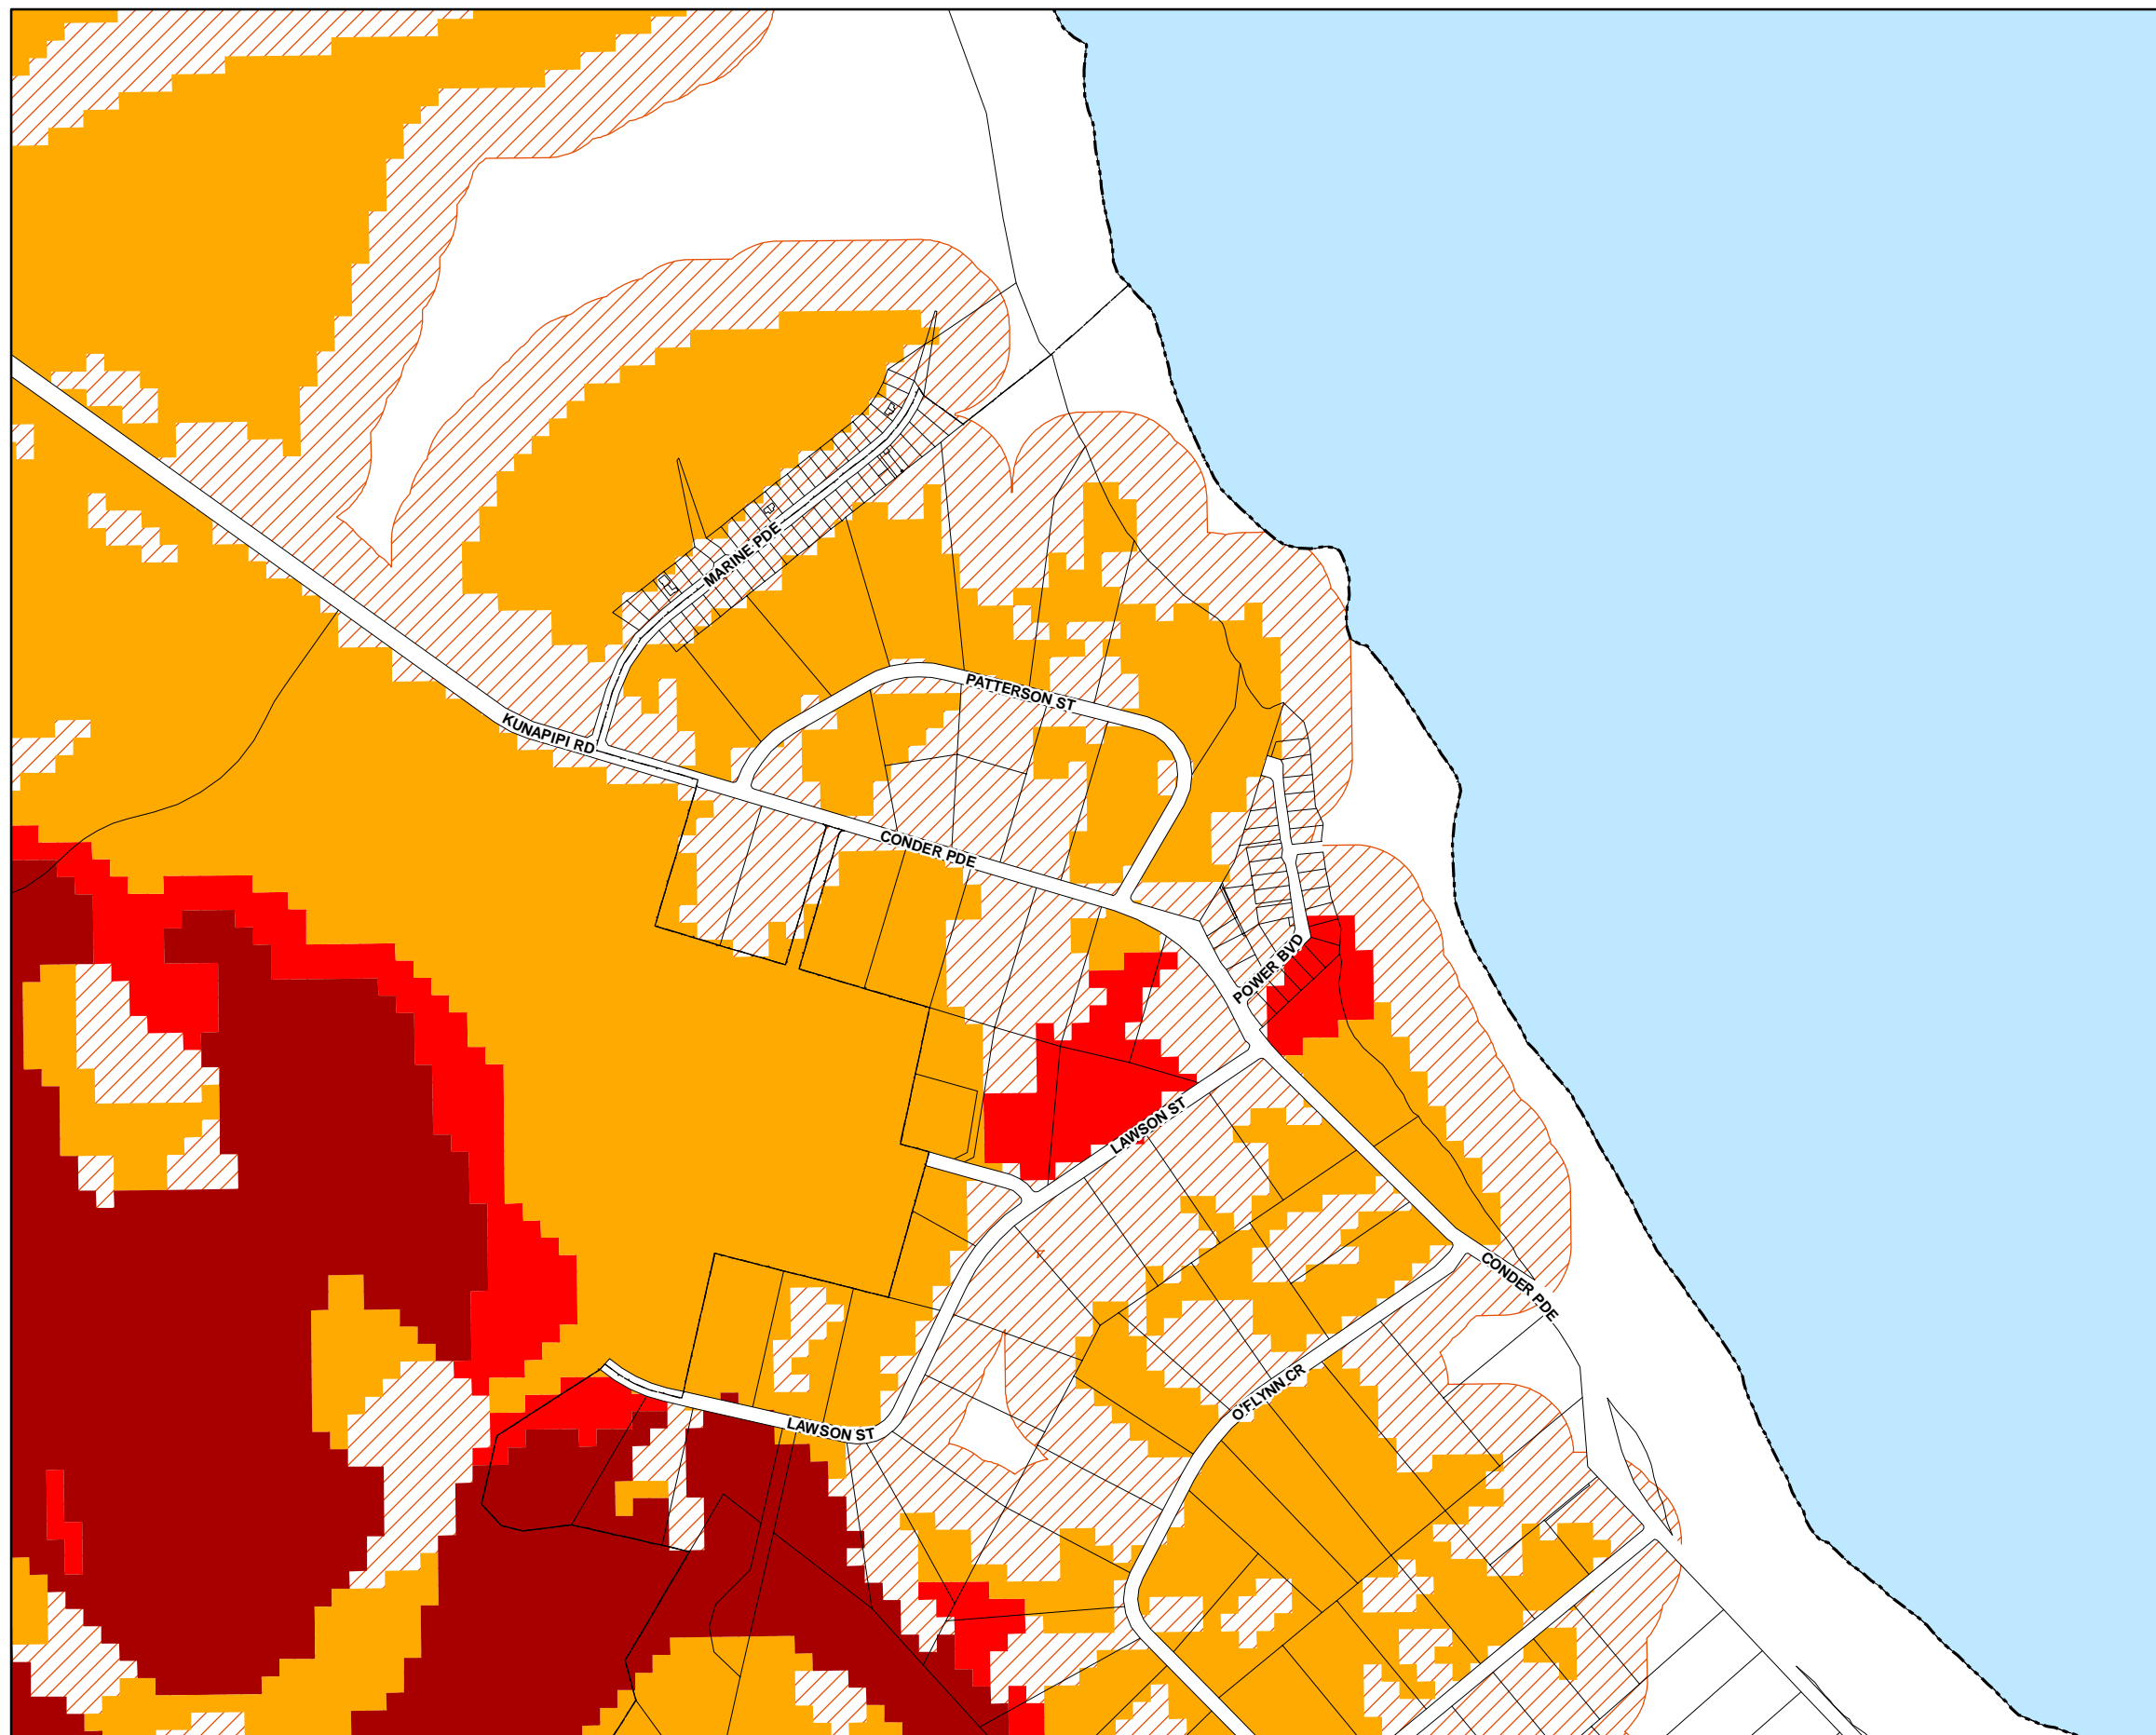 MARINE PDE
PATTERSON ST
KUNAPIPI RD
CONDER PDE
POWER BVD
LAWSON ST
CONDER PDE
O'FLYNN CR
LAWSON ST